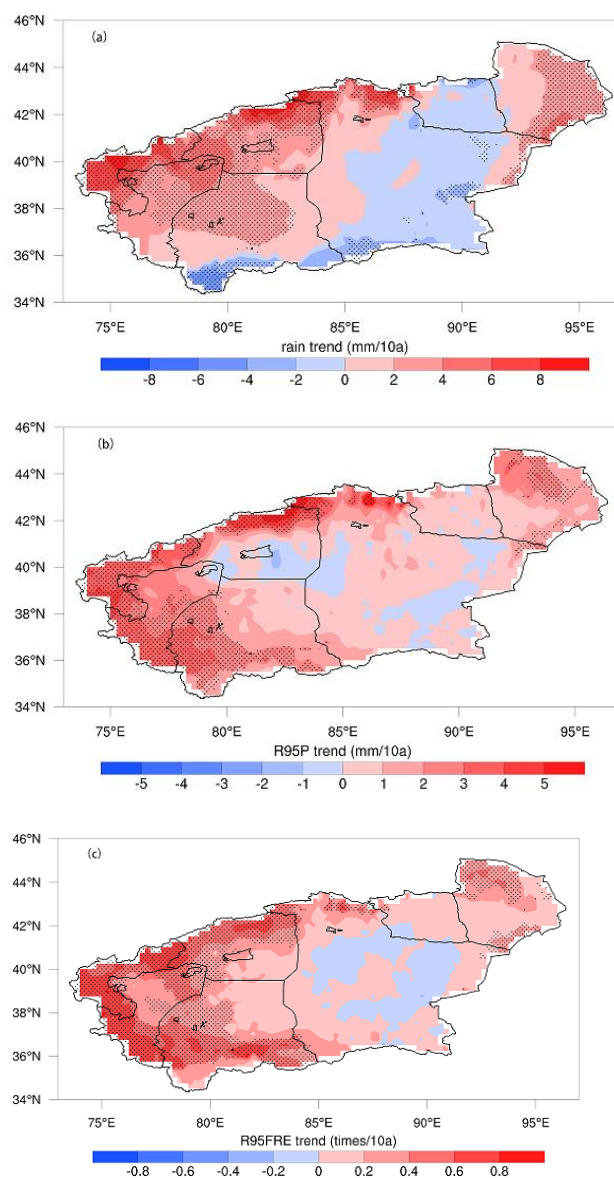 (a)
46°N
44°N
42°N
40°N
38°N
36°N
34°N
75°E 80°E 85°E 90°E 95°E
rain trend (mm/10a)
-8 -6 -4 -2 0 2 4 6 8
(b)
46°N
44°N
42°N
40°N
38°N
36°N
34°N
75°E 80°E 85°E 90°E 95°E
R95P trend (mm/10a)
-5 -4 -3 -2 -1 0 1 2 3 4 5
(c)
46°N
44°N
42°N
40°N
38°N
36°N
34°N
75°E 80°E 85°E 90°E 95°E
R95FRE trend (times/10a)
-0.8 -0.6 -0.4 -0.2 0 0.2 0.4 0.6 0.8